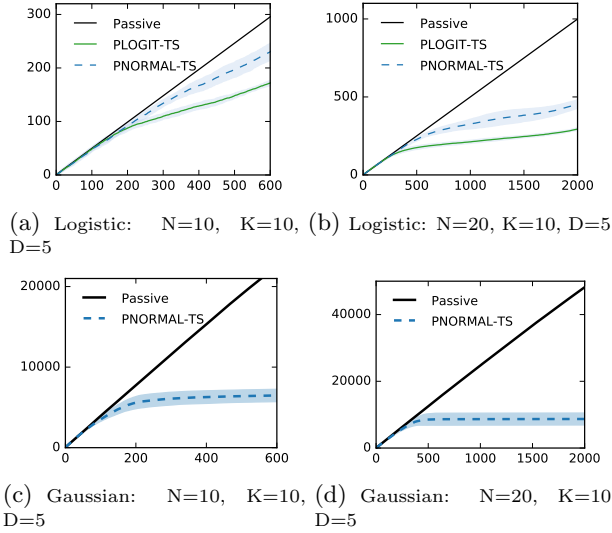 300
200
100
0
Passive
PLOGIT-TS
PNORMAL-TS
0 100 200 300 400 500 600
1000
500
0
Passive
PLOGIT-TS
PNORMAL-TS
0 500 1000 1500 2000
(a) Logistic: N=10, K=10,
D=5
(b) Logistic: N=20, K=10, D=5
20000
10000
0
Passive
PNORMAL-TS
0 200 400 600
40000
20000
0
Passive
PNORMAL-TS
0 500 1000 1500 2000
(c) Gaussian: N=10, K=10,
D=5
(d) Gaussian: N=20, K=10
D=5